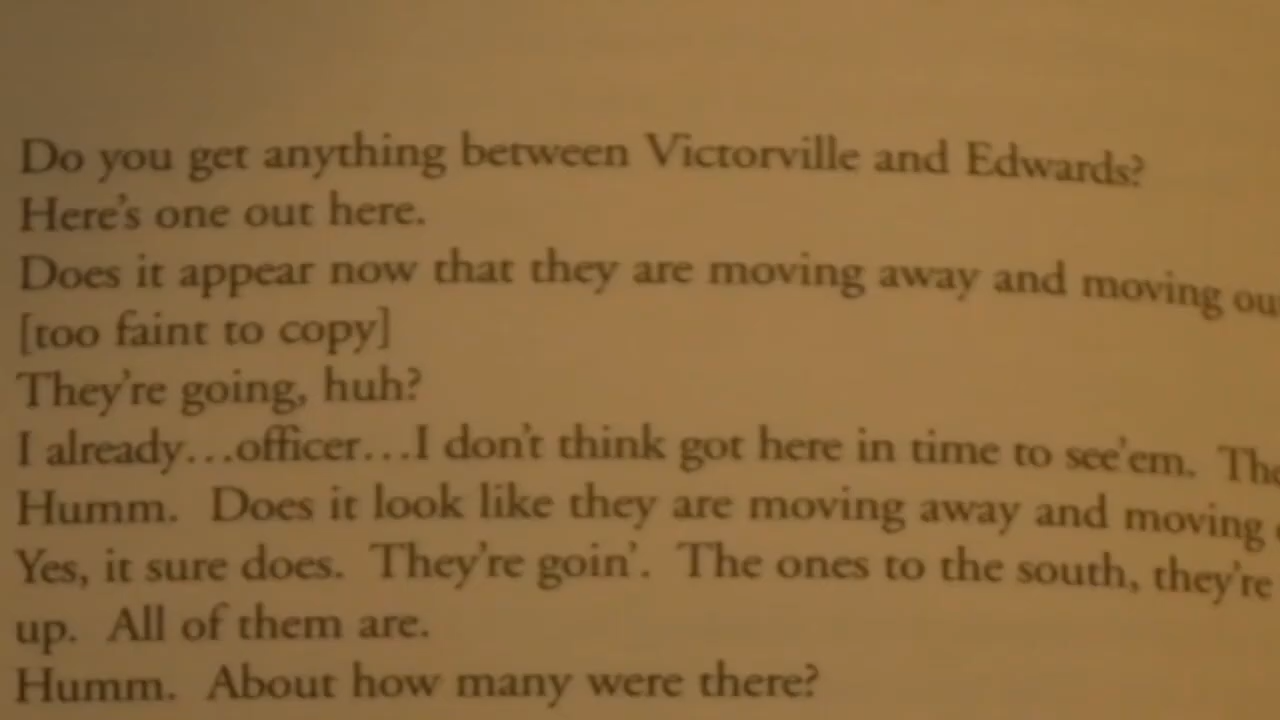 Do you get anything between Victorville and Edwards?
Here's one out here.
Does it appear now that they are moving away and moving
[too faint to copy]
They're going, huh?
I already...officer...I don't think got here in time to see'em.
Humm. Does it look like they are moving away and moving
Yes, it sure does. They're goin'. The ones to the south, they're
up. All of them are.
Humm. About how many were there?